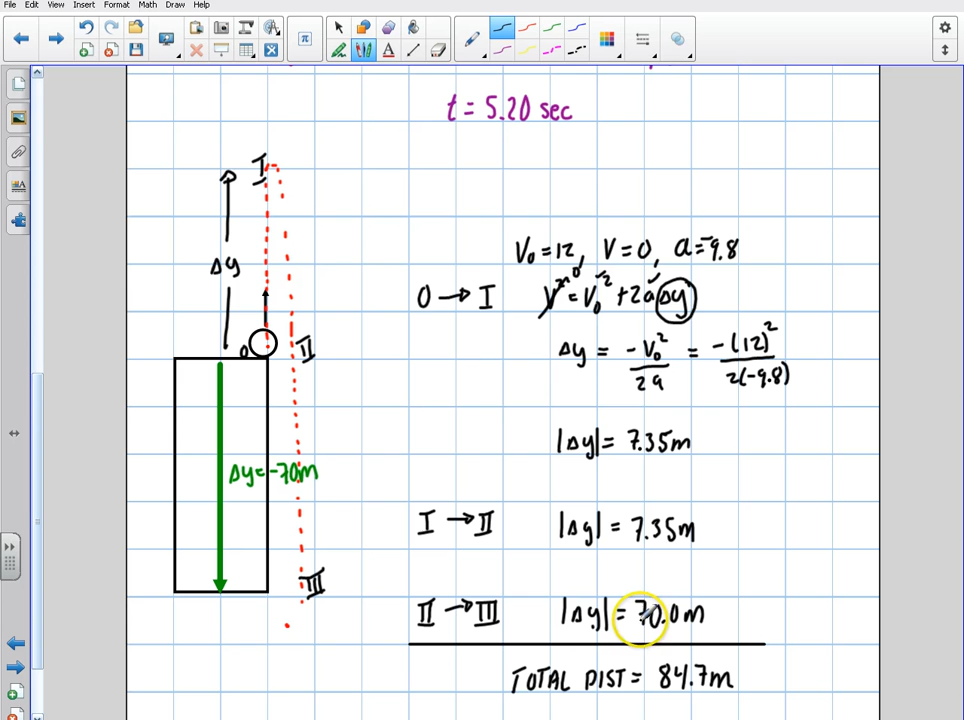 File Edit View Insert Format Math Draw Help
π A
t = 5.20 sec
I
V₀ = 12, V = 0, a = -9.8
Δy
0 → I V²⁰ = V₀² + 2aΔy
0 II
Δy = -V₀² / 2a = -(12)² / 2(-9.8)
|Δy| = 7.35m
Δy = -70m
I → II |Δy| = 7.35m
III
II → III |Δy| = 70.0m
TOTAL DIST = 84.7m